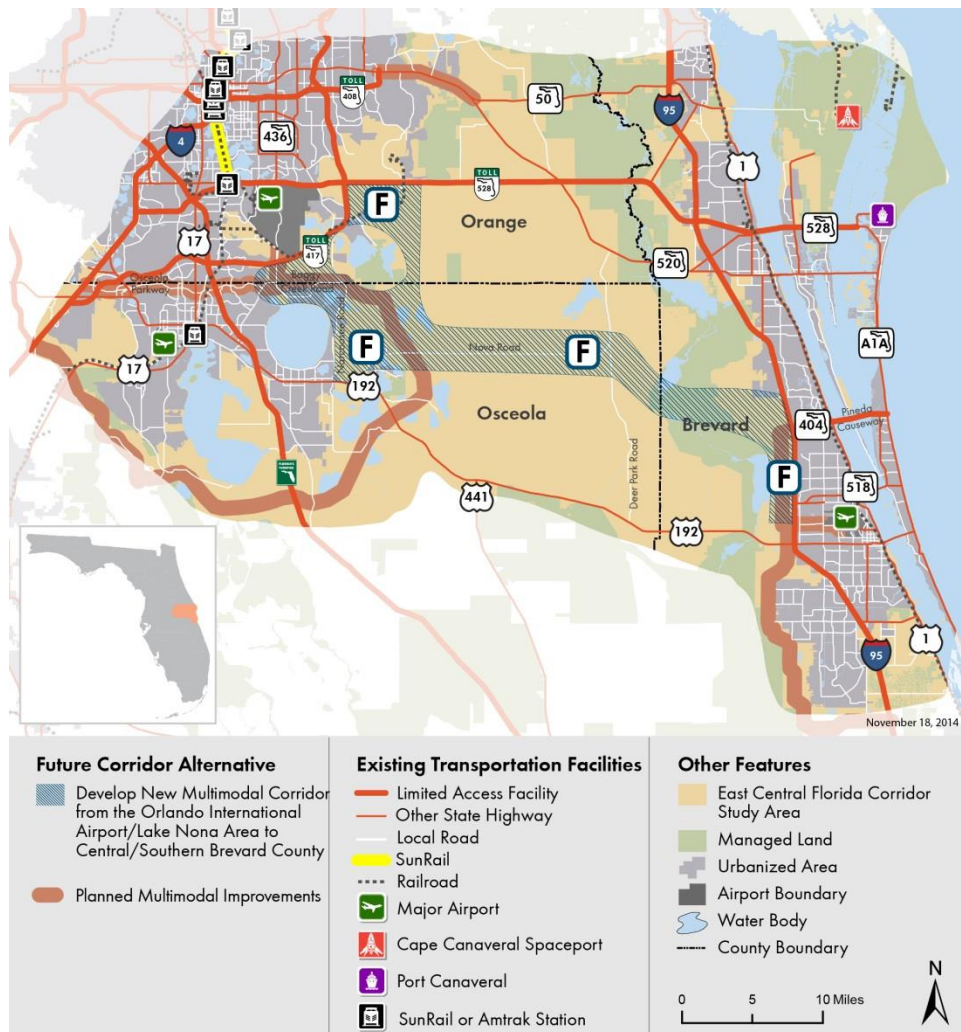 TOLL
408
50
95
4
436
1
TOLL
528
F
Orange
17
528
TOLL
417
520
Osceola
Parkway
Boggy
A1A
Narcoossee Road
F
Nova Road
F
17
192
Osceola
Brevard
404
Pineda
Causeway
Deer Park Road
F
518
441
192
1
95
November 18, 2014
Future Corridor Alternative
Develop New Multimodal Corridor
from the Orlando International
Airport/Lake Nona Area to
Central/Southern Brevard County
Planned Multimodal Improvements
Existing Transportation Facilities
Limited Access Facility
Other State Highway
Local Road
SunRail
Railroad
Major Airport
Cape Canaveral Spaceport
Port Canaveral
SunRail or Amtrak Station
Other Features
East Central Florida Corridor
Study Area
Managed Land
Urbanized Area
Airport Boundary
Water Body
County Boundary
N
0 5 10 Miles